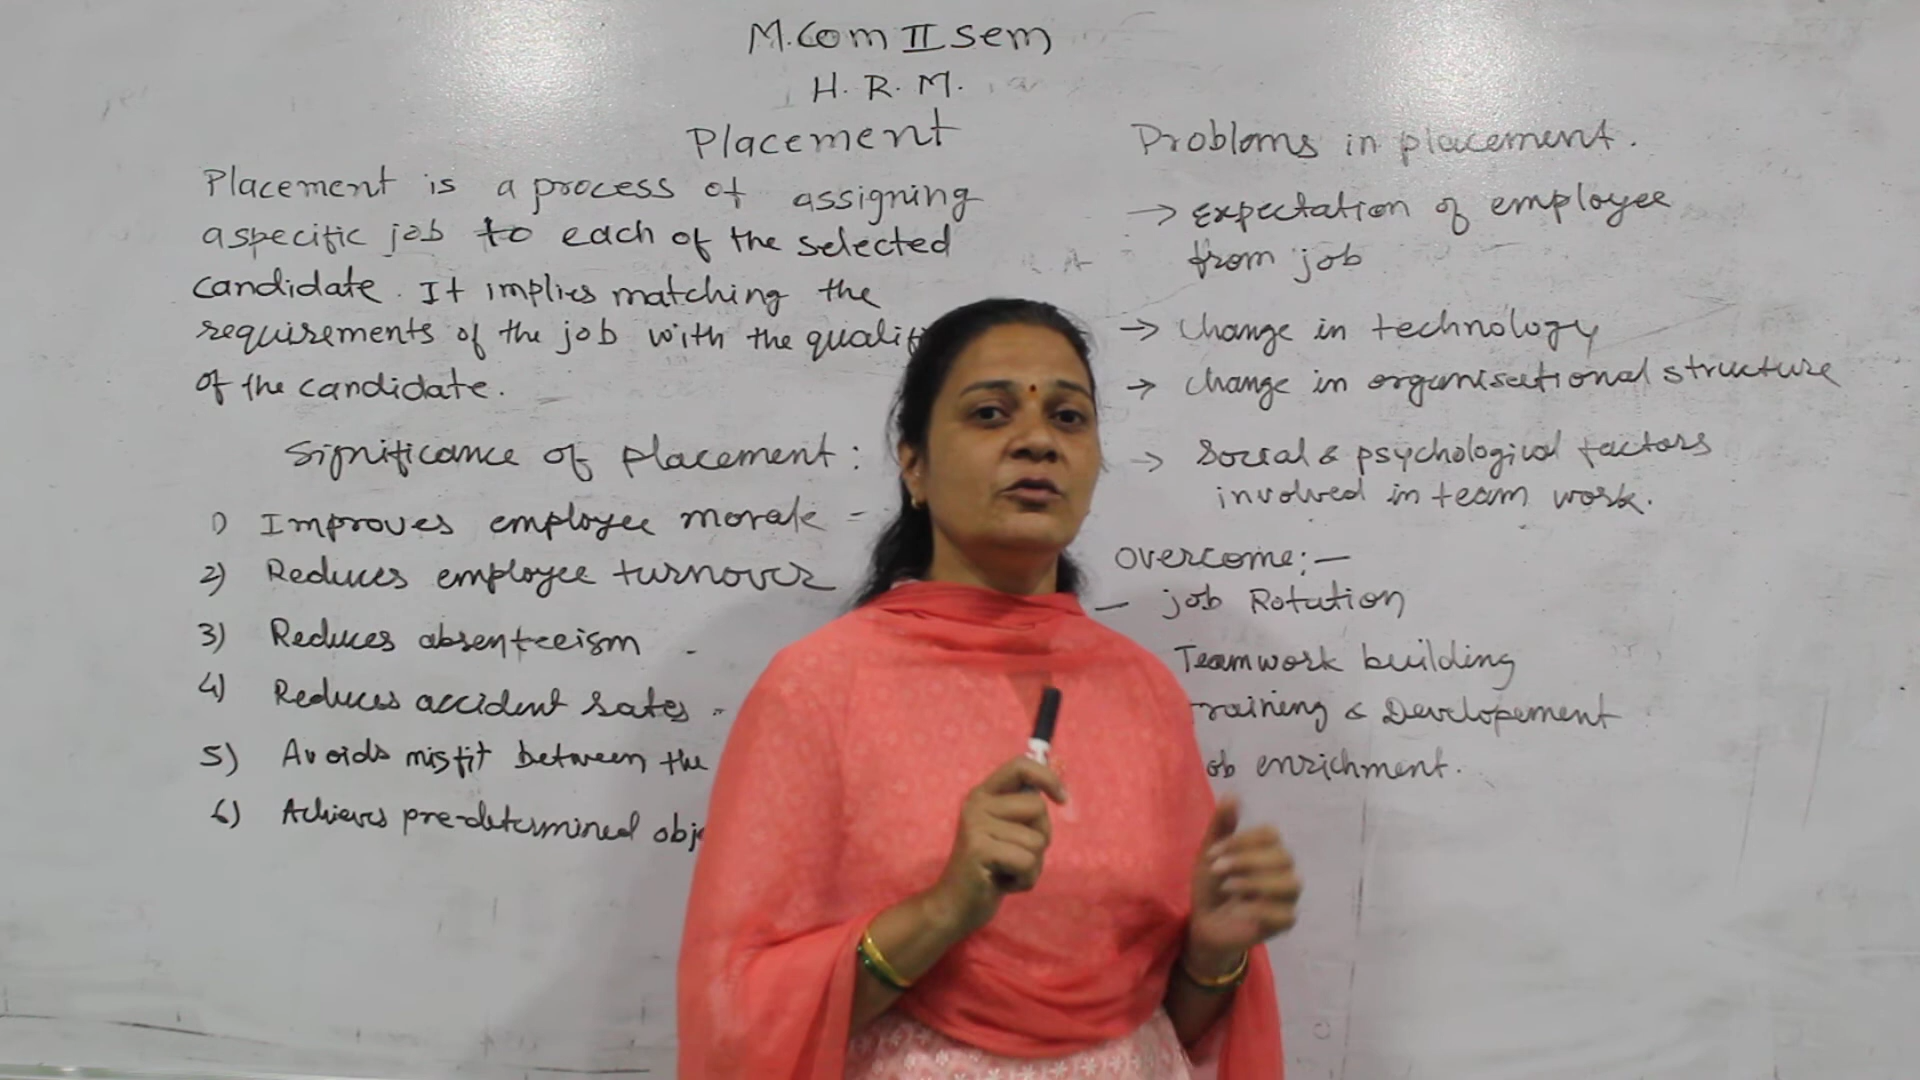 M.Com II Sem
H. R. M.
Placement
Placement is a process of assigning
a specific job to each of the selected
candidate. It implies matching the
requirements of the job with the
of the candidate.
Significance of placement :
1) Improves employee morale -
2) Reduces employee turnover
3) Reduces absenteeism -
4) Reduces accident rates -
5) Avoids misfit between the
6) Achieves pre-determined
Problems in placement.
→ Expectation of employee
from job
→ Change in technology
→ Change in organisational structure
→ Social & psychological factors
involved in team work.
Overcome:-
- job Rotation
Teamwork building
raining & Developement
ob enrichment.